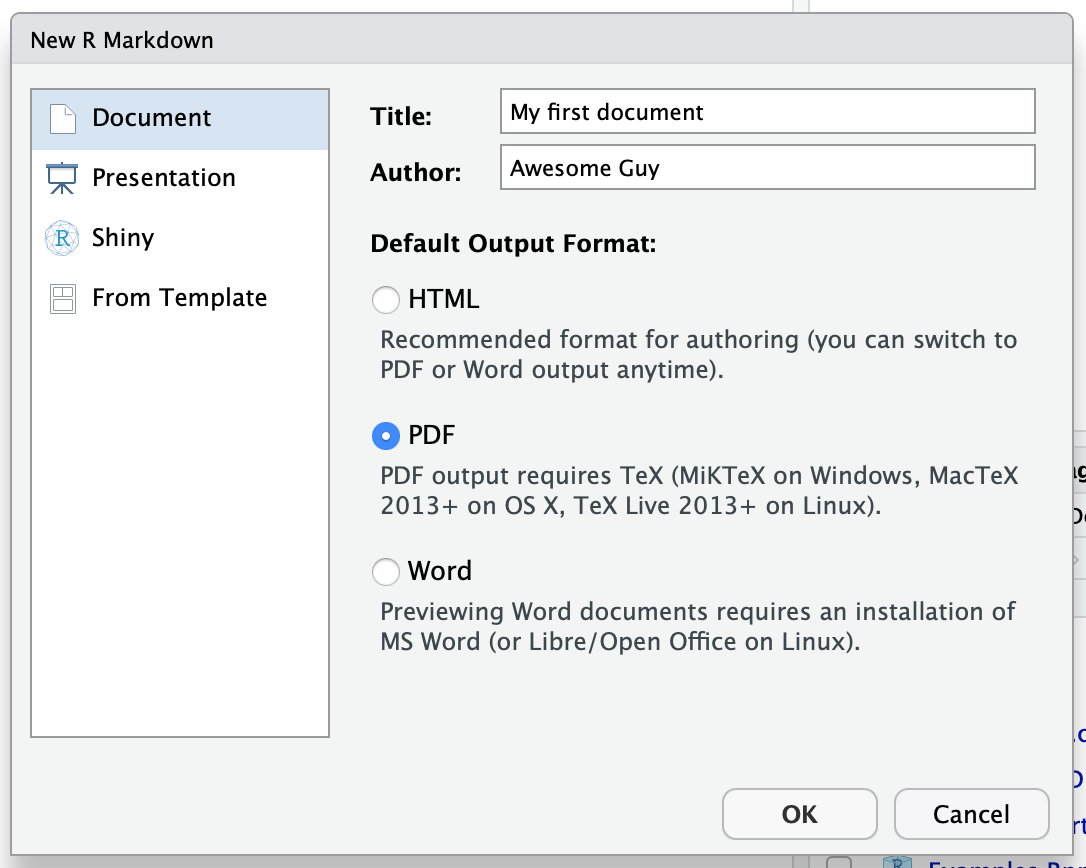 New R Markdown
Document
Presentation
R Shiny
From Template
Title: My first document
Author: Awesome Guy
Default Output Format:
HTML
Recommended format for authoring (you can switch to
PDF or Word output anytime).
PDF
PDF output requires TeX (MiKTeX on Windows, MacTeX
2013+ on OS X, TeX Live 2013+ on Linux).
Word
Previewing Word documents requires an installation of
MS Word (or Libre/Open Office on Linux).
OK Cancel